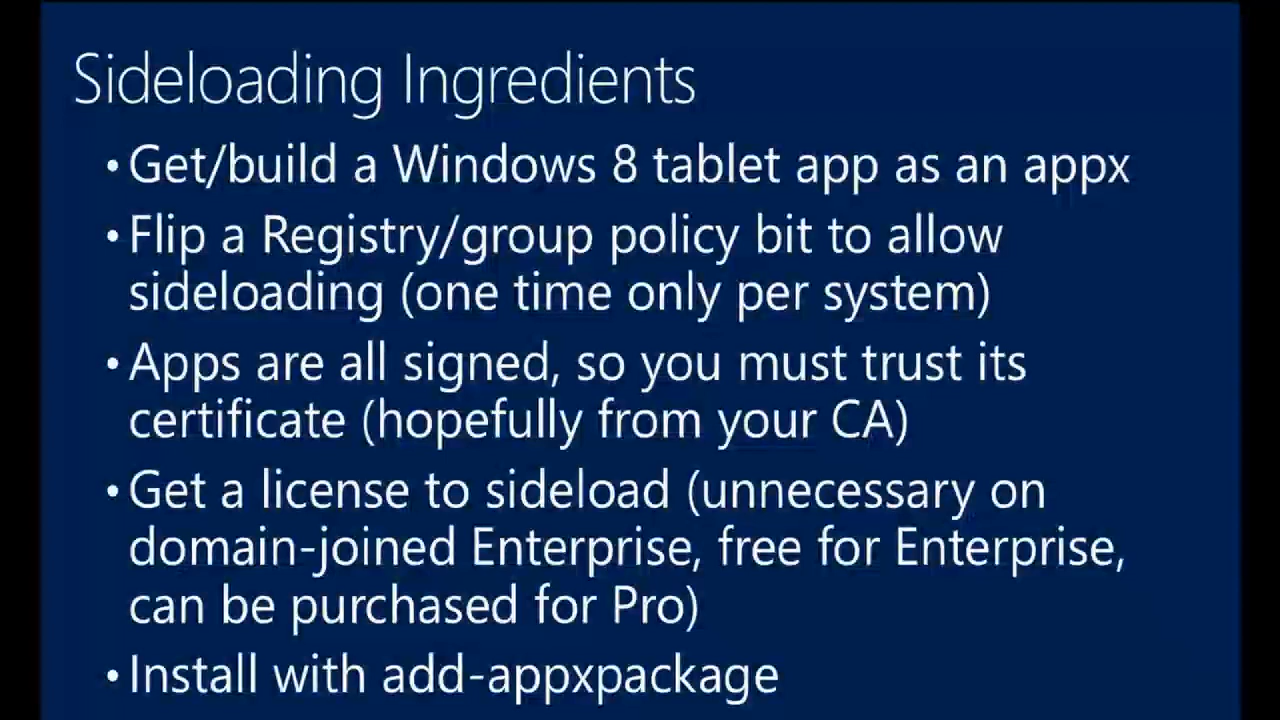 Sideloading Ingredients
•Get/build a Windows 8 tablet app as an appx
•Flip a Registry/group policy bit to allow
sideloading (one time only per system)
•Apps are all signed, so you must trust its
certificate (hopefully from your CA)
•Get a license to sideload (unnecessary on
domain-joined Enterprise, free for Enterprise,
can be purchased for Pro)
•Install with add-appxpackage